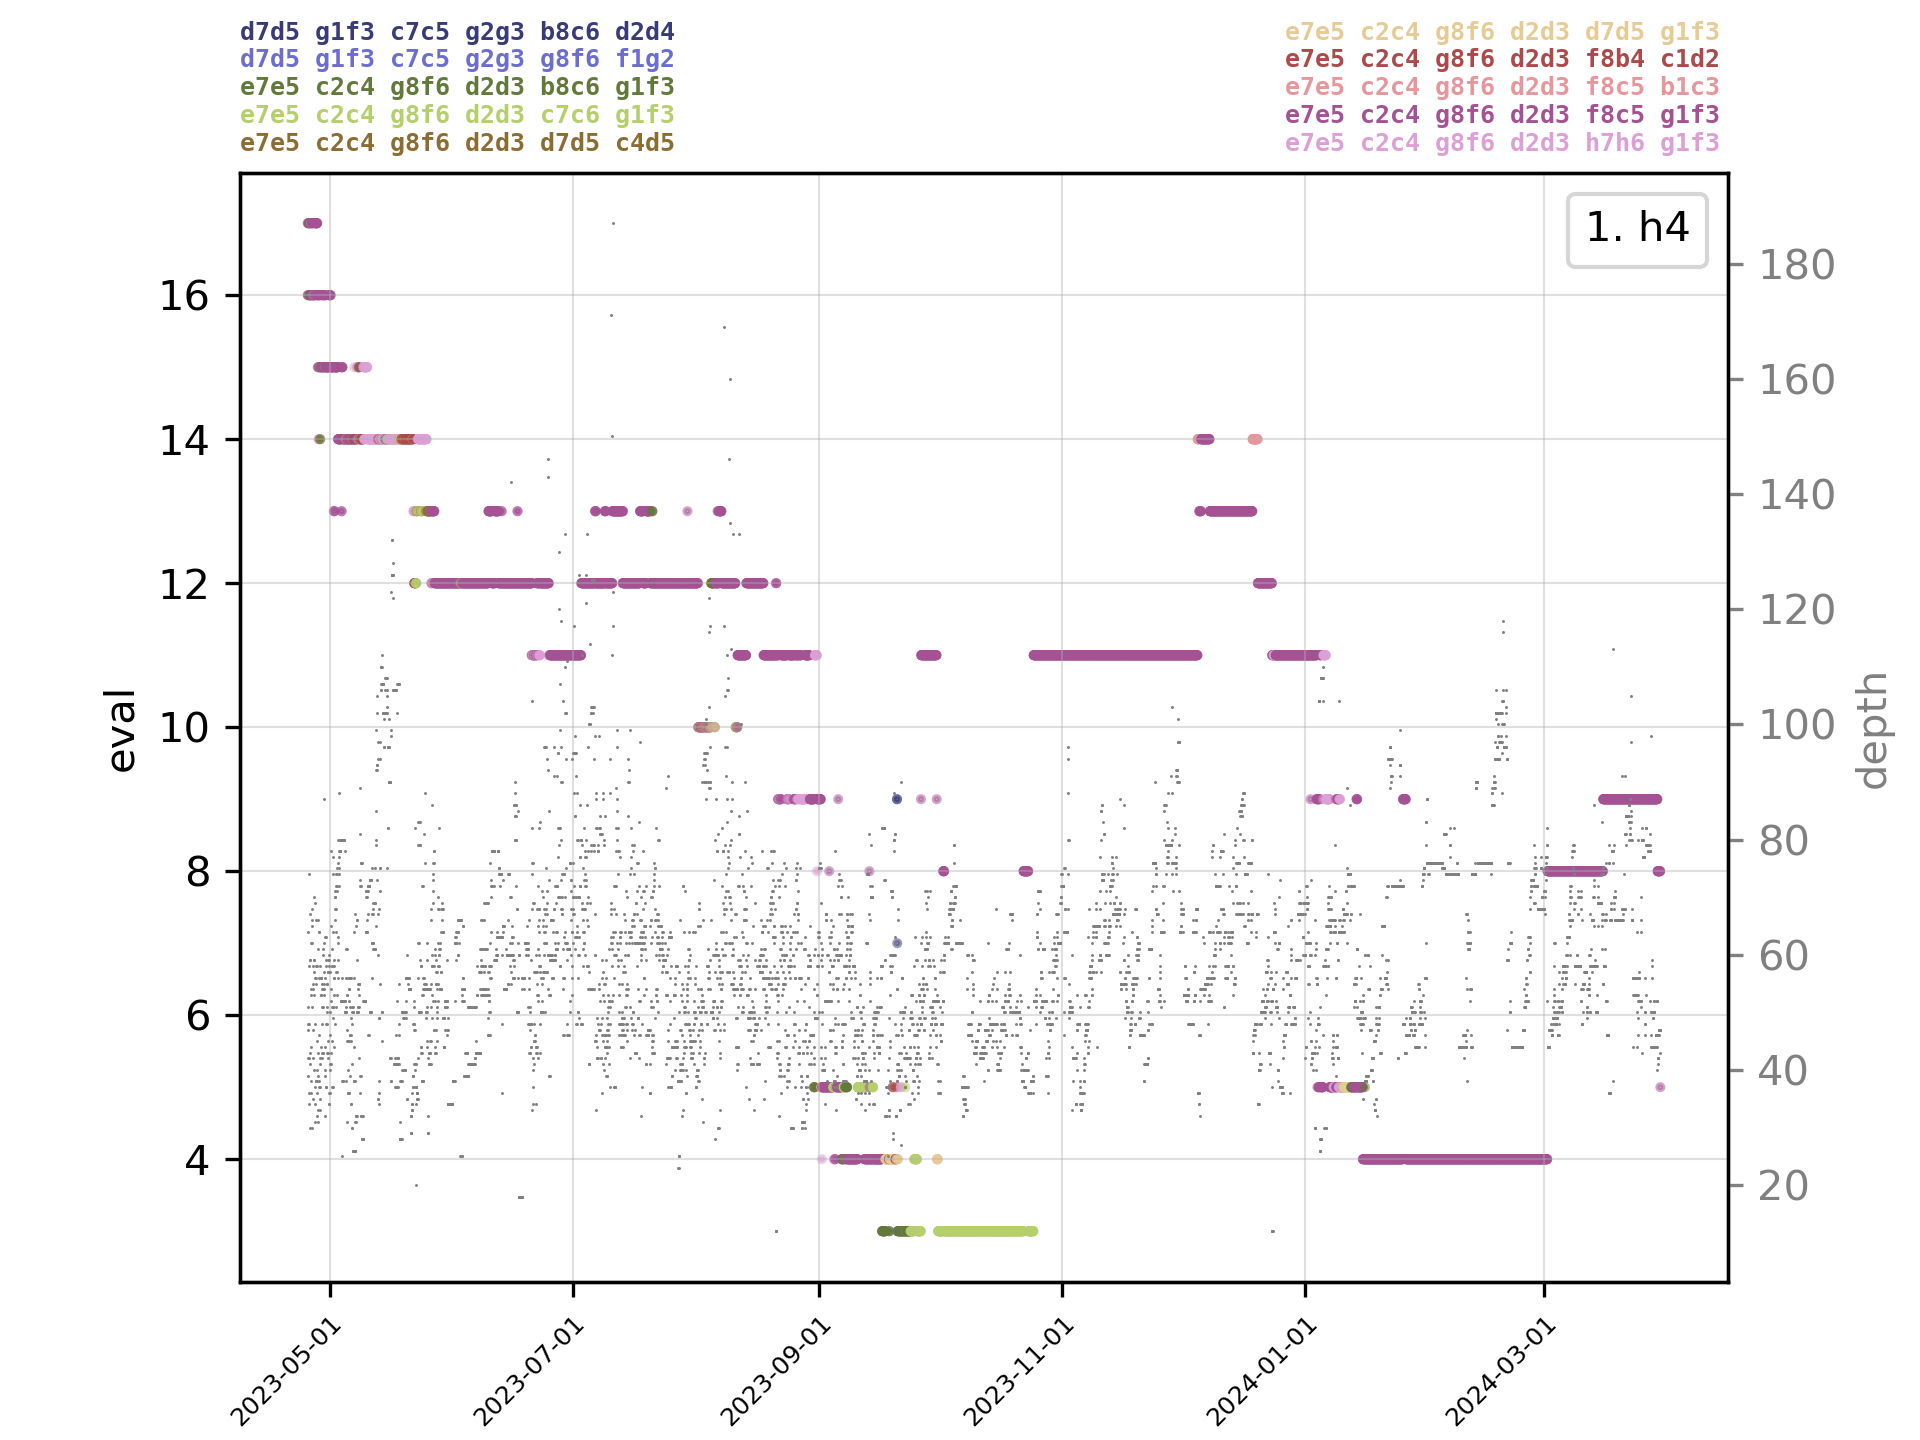 d7d5 g1f3 c7c5 g2g3 b8c6 d2d4
d7d5 g1f3 c7c5 g2g3 g8f6 f1g2
e7e5 c2c4 g8f6 d2d3 b8c6 g1f3
e7e5 c2c4 g8f6 d2d3 c7c6 g1f3
e7e5 c2c4 g8f6 d2d3 d7d5 c4d5
e7e5 c2c4 g8f6 d2d3 d7d5 g1f3
e7e5 c2c4 g8f6 d2d3 f8b4 c1d2
e7e5 c2c4 g8f6 d2d3 f8c5 b1c3
e7e5 c2c4 g8f6 d2d3 f8c5 g1f3
e7e5 c2c4 g8f6 d2d3 h7h6 g1f3
1. h4
eval
16
14
12
10
8
6
4
depth
180
160
140
120
100
80
60
40
20
2023-05-01
2023-07-01
2023-09-01
2023-11-01
2024-01-01
2024-03-01